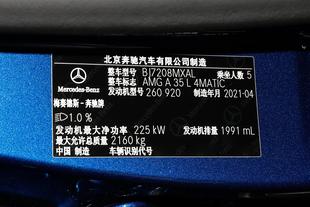 北京奔驰汽车有限公司制造
Mercedes-Benz
整车型号 BJ7208MXAL 乘坐人数 5
整车名称 AMG A 35 L 4MATIC
发动机型号 260 920 制造年月 2021-04
梅赛德斯-奔驰牌
1.0 %
发动机最大净功率 225 kW 发动机排量 1991 mL
最大允许总质量 2160 kg
中国 制造 车辆识别代号